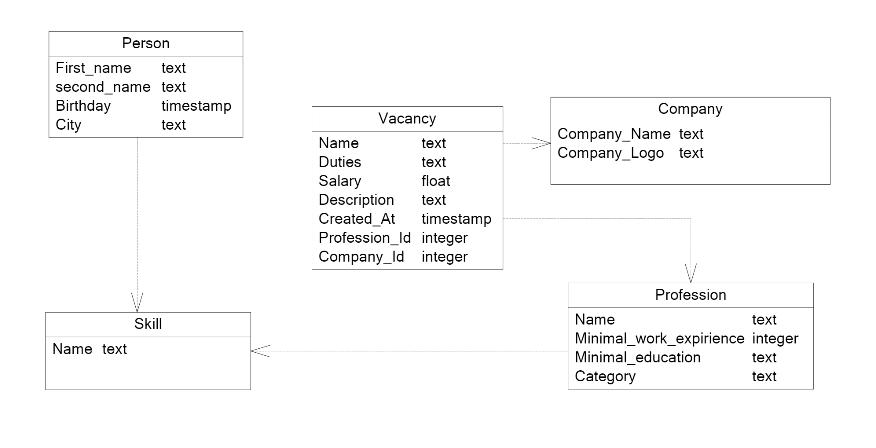 Person
First_name text
second_name text
Birthday timestamp
City text
Vacancy
Name text
Duties text
Salary float
Description text
Created_At timestamp
Profession_Id integer
Company_Id integer
Company
Company_Name text
Company_Logo text
Skill
Name text
Profession
Name text
Minimal_work_expirience integer
Minimal_education text
Category text